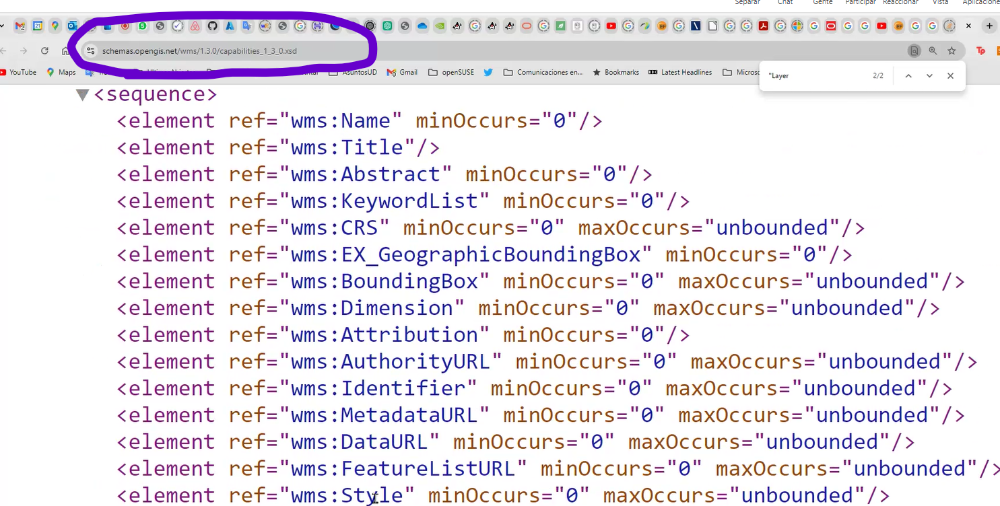 Separar Chat Gente Participar Reaccionar Vista Aplicacione
schemas.opengis.net/wms/1.3.0/capabilities_1_3_0.xsd
YouTube Maps AsuntosUD Gmail openSUSE Comunicaciones en... Bookmarks Latest Headlines Microso
"Layer 2/2
<sequence>
<element ref="wms:Name" minOccurs="0"/>
<element ref="wms:Title"/>
<element ref="wms:Abstract" minOccurs="0"/>
<element ref="wms:KeywordList" minOccurs="0"/>
<element ref="wms:CRS" minOccurs="0" maxOccurs="unbounded"/>
<element ref="wms:EX_GeographicBoundingBox" minOccurs="0"/>
<element ref="wms:BoundingBox" minOccurs="0" maxOccurs="unbounded"/>
<element ref="wms:Dimension" minOccurs="0" maxOccurs="unbounded"/>
<element ref="wms:Attribution" minOccurs="0"/>
<element ref="wms:AuthorityURL" minOccurs="0" maxOccurs="unbounded"/>
<element ref="wms:Identifier" minOccurs="0" maxOccurs="unbounded"/>
<element ref="wms:MetadataURL" minOccurs="0" maxOccurs="unbounded"/>
<element ref="wms:DataURL" minOccurs="0" maxOccurs="unbounded"/>
<element ref="wms:FeatureListURL" minOccurs="0" maxOccurs="unbounded"/>
<element ref="wms:Style" minOccurs="0" maxOccurs="unbounded"/>